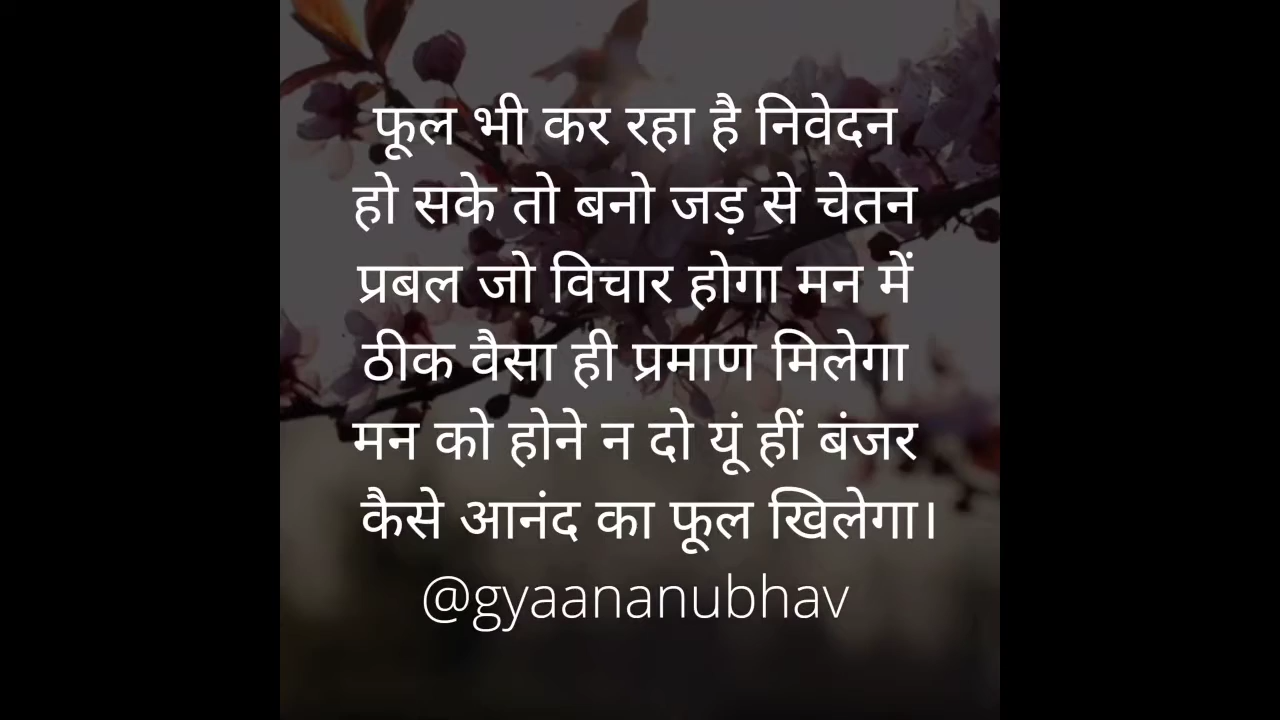 फूल भी कर रहा है निवेदन
हो सके तो बनो जड़ से चेतन
प्रबल जो विचार होगा मन में
ठीक वैसा ही प्रमाण मिलेगा
मन को होने न दो यूं हीं बंजर
कैसे आनंद का फूल खिलेगा।
@gyaananubhav